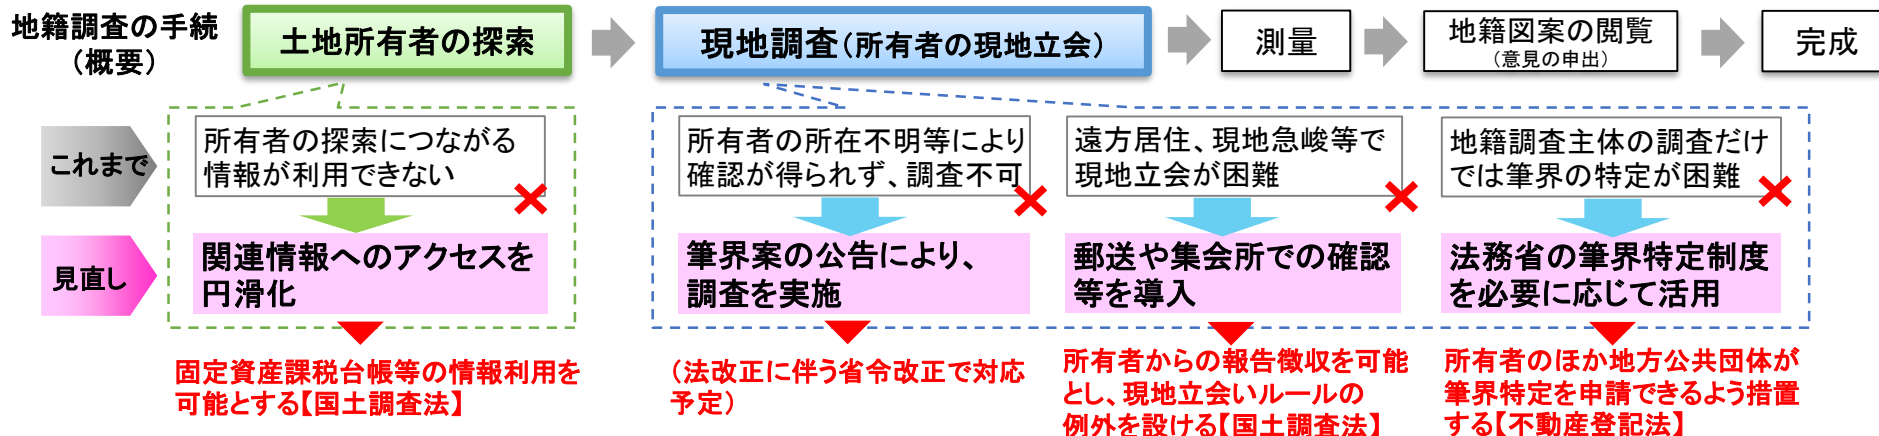 地籍調査の手続
(概要)
土地所有者の探索
現地調査(所有者の現地立会)
測量
地籍図案の閲覧
(意見の申出)
完成
これまで
所有者の探索につながる
情報が利用できない
所有者の所在不明等により
確認が得られず、調査不可
遠方居住、現地急峻等で
現地立会が困難
地籍調査主体の調査だけ
では筆界の特定が困難
見直し
関連情報へのアクセスを
円滑化
筆界案の公告により、
調査を実施
郵送や集会所での確認
等を導入
法務省の筆界特定制度
を必要に応じて活用
固定資産課税台帳等の情報利用を
可能とする【国土調査法】
(法改正に伴う省令改正で対応
予定)
所有者からの報告徴収を可能
とし、現地立会いルールの
例外を設ける【国土調査法】
所有者のほか地方公共団体が
筆界特定を申請できるよう措置
する【不動産登記法】